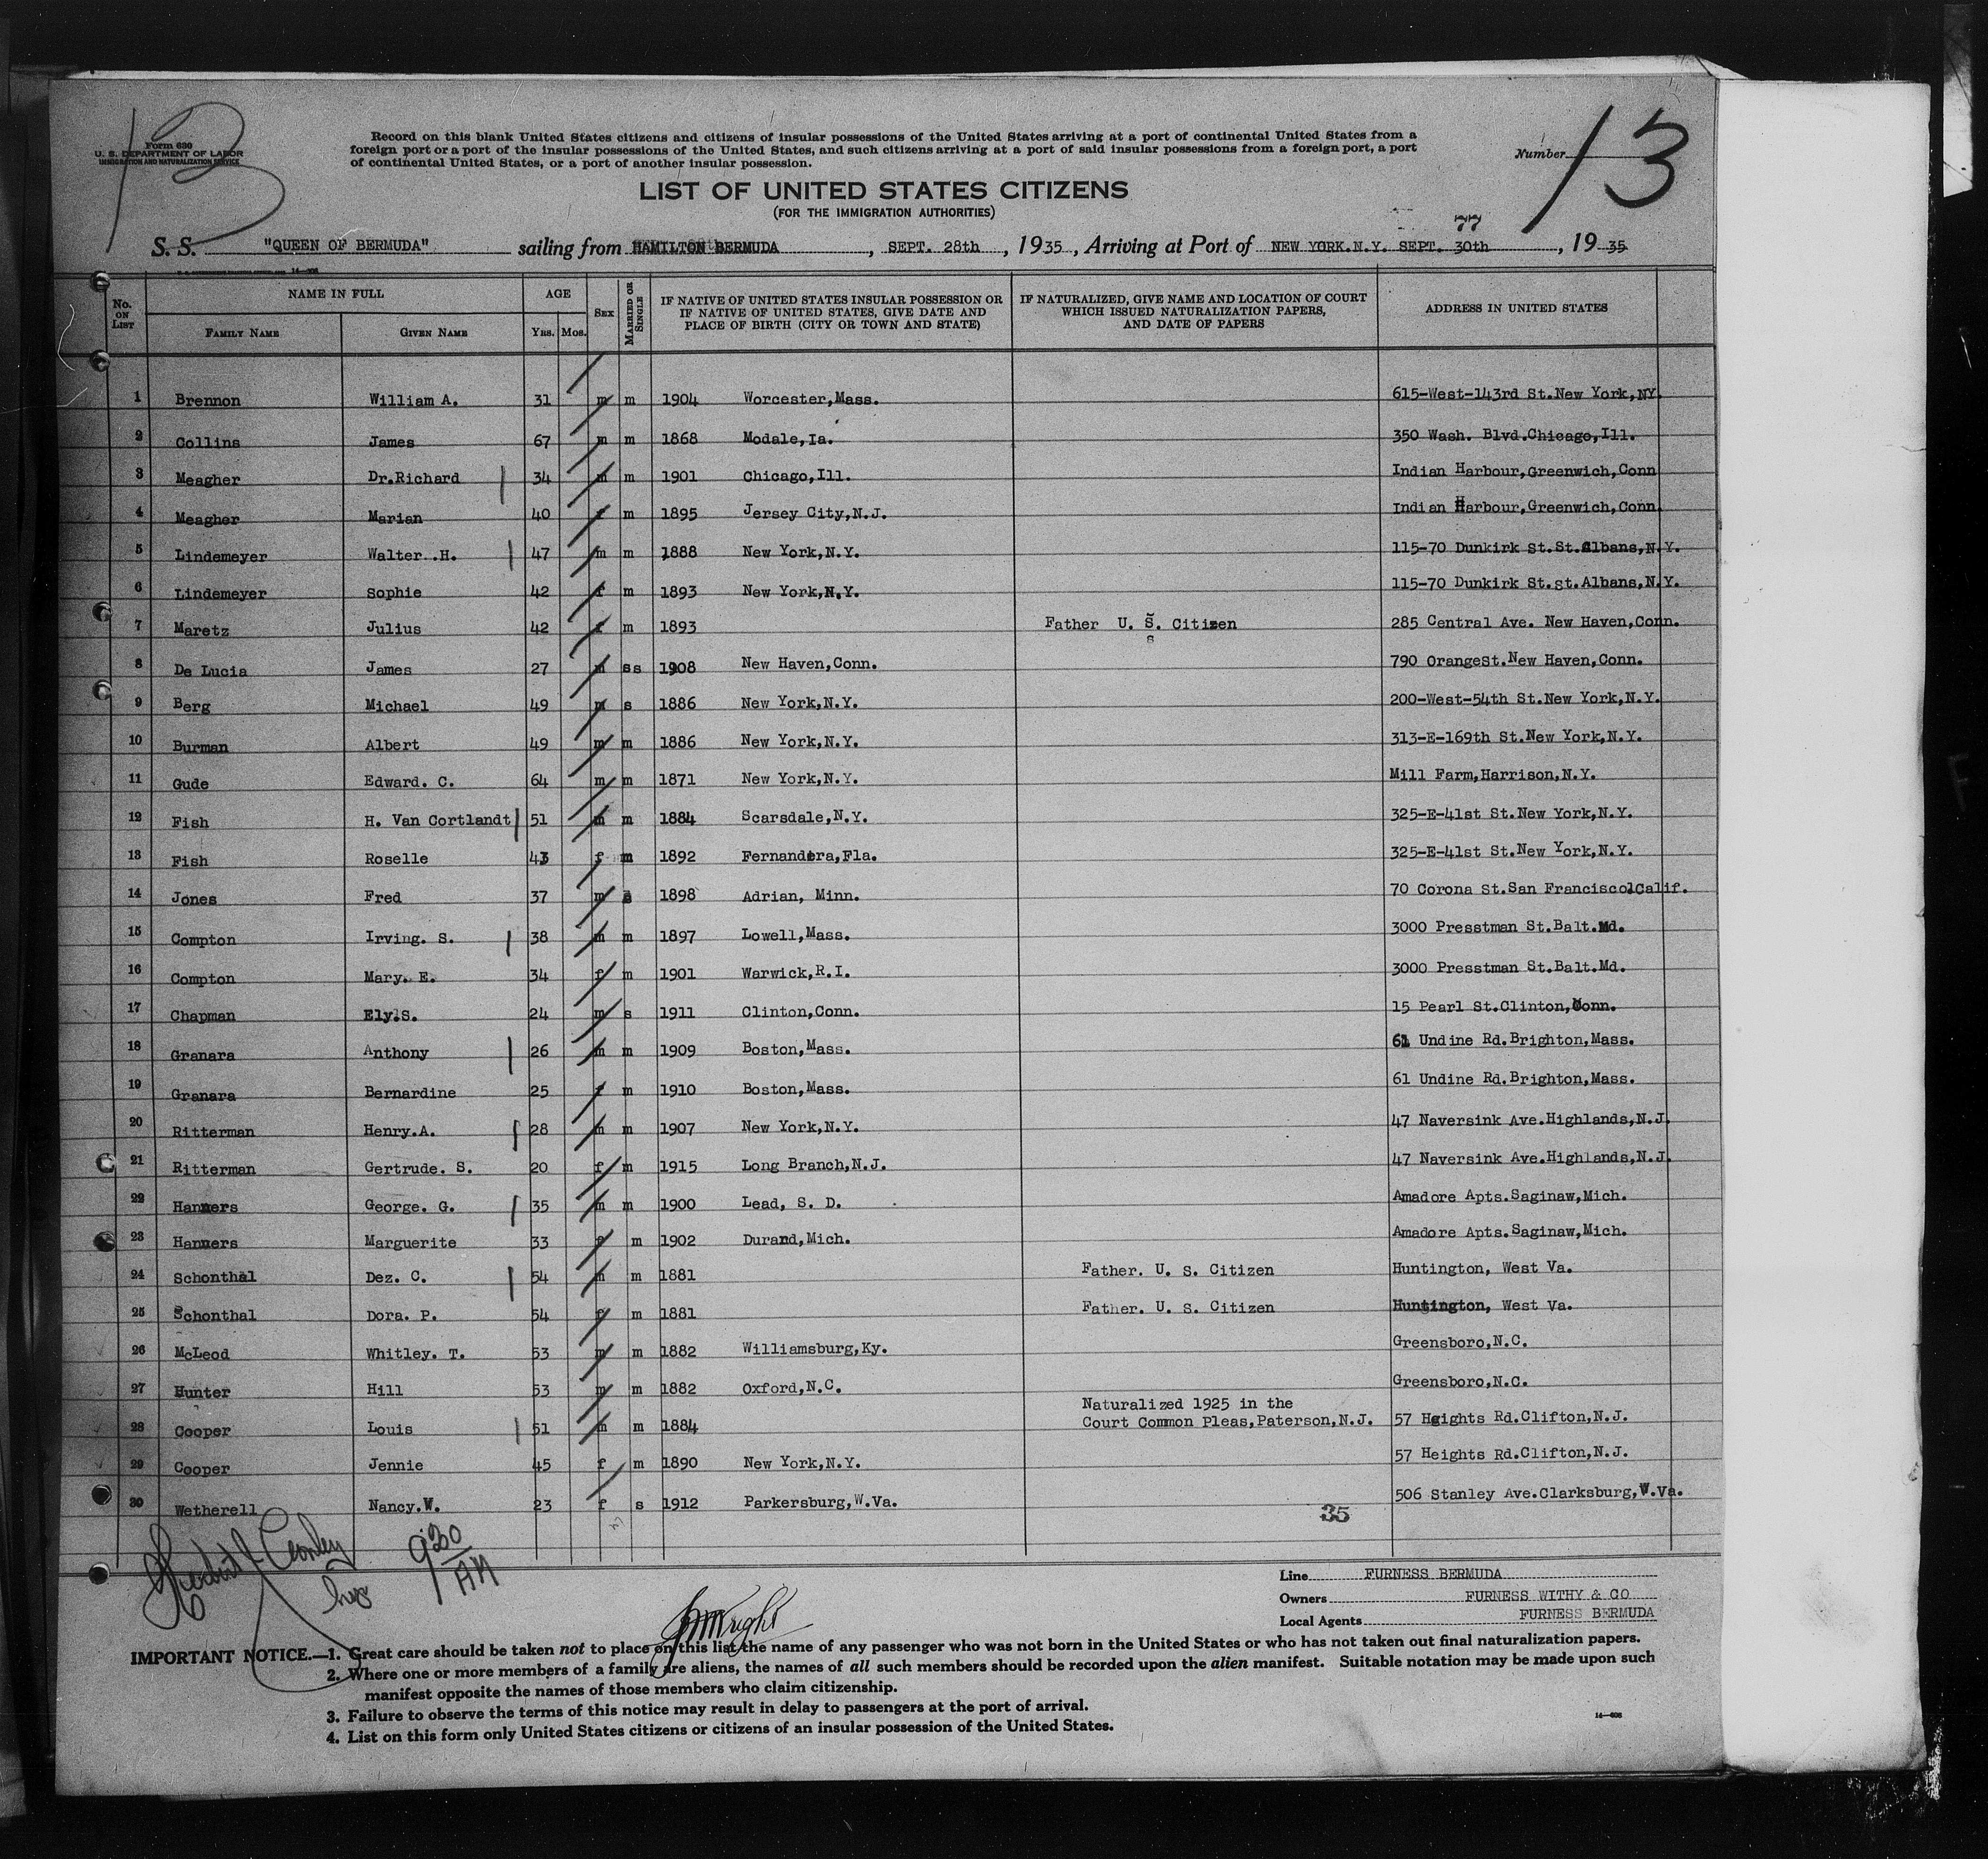 13
Form 630
U. S. DEPARTMENT OF LABOR
IMMIGRATION AND NATURALIZATION SERVICE
Record on this blank United States citizens and citizens of insular possessions of the United States arriving at a port of continental United States from a
foreign port or a port of the insular possessions of the United States, and such citizens arriving at a port of said insular possessions from a foreign port, a port
of continental United States, or a port of another insular possession.
Number 13
LIST OF UNITED STATES CITIZENS
(FOR THE IMMIGRATION AUTHORITIES)
77
S. S. "QUEEN OF BERMUDA" sailing from HAMILTON BERMUDA, SEPT. 28th, 1935, Arriving at Port of NEW YORK.N.Y. SEPT. 30th, 1935
14-608
No. ON LIST NAME IN FULL FAMILY NAME GIVEN NAME AGE YRS. MOS. SEX MARRIED OR SINGLE IF NATIVE OF UNITED STATES INSULAR POSSESSION OR IF NATIVE OF UNITED STATES, GIVE DATE AND PLACE OF BIRTH (CITY OR TOWN AND STATE) IF NATURALIZED, GIVE NAME AND LOCATION OF COURT WHICH ISSUED NATURALIZATION PAPERS, AND DATE OF PAPERS ADDRESS IN UNITED STATES
1 Brennon William A. 31 m m 1904 Worcester,Mass. 615-West-143rd St.New York,NY.
2 Collins James 67 m m 1868 Modale,Ia. 350 Wash. Blvd.Chicago,Ill.
3 Meagher Dr.Richard 34 m m 1901 Chicago,Ill. Indian Harbour,Greenwich,Conn
4 Meagher Marian 40 f m 1895 Jersey City,N.J. Indian Harbour,Greenwich,Conn.
5 Lindemeyer Walter.H. 47 m m 1888 New York,N.Y. 115-70 Dunkirk St.St.Albans,N.Y.
6 Lindemeyer Sophie 42 f m 1893 New York,N.Y. 115-70 Dunkirk St.St.Albans,N.Y.
7 Maretz Julius 42 f m 1893 Father U. S. Citizen 285 Central Ave. New Haven,Conn.
s
8 De Lucia James 27 m ss 1908 New Haven,Conn. 790 OrangeSt.New Haven,Conn.
9 Berg Michael 49 m s 1886 New York,N.Y. 200-West-54th St.New York,N.Y.
10 Burman Albert 49 m m 1886 New York,N.Y. 313-E-169th St.New York,N.Y.
11 Gude Edward. C. 64 m m 1871 New York,N.Y. Mill Farm,Harrison,N.Y.
12 Fish H. Van Cortlandt 51 m m 1884 Scarsdale,N.Y. 325-E-41st St.New York,N.Y.
13 Fish Roselle 43 f m 1892 Fernandera,Fla. 325-E-41st St.New York,N.Y.
14 Jones Fred 37 m s 1898 Adrian, Minn. 70 Corona St.San Francisco,Calif.
15 Compton Irving. S. 38 m m 1897 Lowell,Mass. 3000 Presstman St.Balt.Md.
16 Compton Mary. E. 34 f m 1901 Warwick,R.I. 3000 Presstman St.Balt.Md.
17 Chapman Ely.S. 24 m s 1911 Clinton,Conn. 15 Pearl St.Clinton,Conn.
18 Granara Anthony 26 m m 1909 Boston,Mass. 61 Undine Rd.Brighton,Mass.
19 Granara Bernardine 25 f m 1910 Boston,Mass. 61 Undine Rd.Brighton,Mass.
20 Ritterman Henry.A. 28 m m 1907 New York,N.Y. 47 Naversink Ave.Highlands,N.J.
21 Ritterman Gertrude. S. 20 f m 1915 Long Branch,N.J. 47 Naversink Ave.Highlands,N.J.
22 Hanners George. G. 35 m m 1900 Lead, S. D. Amadore Apts.Saginaw,Mich.
23 Hanners Marguerite 33 f m 1902 Durand,Mich. Amadore Apts.Saginaw,Mich.
24 Schonthal Dez. C. 54 m m 1881 Father. U. S. Citizen Huntington, West Va.
25 Schonthal Dora. P. 54 f m 1881 Father. U. S. Citizen Huntington, West Va.
26 McLeod Whitley. T. 53 m m 1882 Williamsburg,Ky. Greensboro,N.C.
27 Hunter Hill 53 m m 1882 Oxford,N.C. Greensboro,N.C.
Naturalized 1925 in the
28 Cooper Louis 51 m m 1884 Court Common Pleas,Paterson,N.J. 57 Heights Rd.Clifton,N.J.
29 Cooper Jennie 45 f m 1890 New York,N.Y. 57 Heights Rd.Clifton,N.J.
30 Wetherell Nancy.W. 23 f s 1912 Parkersburg,W.Va. 506 Stanley Ave.Clarksburg,W.Va.
35
9:30
AM
Line FURNESS BERMUDA
Owners FURNESS WITHY & CO
Local Agents FURNESS BERMUDA
IMPORTANT NOTICE.—1. Great care should be taken not to place on this list the name of any passenger who was not born in the United States or who has not taken out final naturalization papers.
2. Where one or more members of a family are aliens, the names of all such members should be recorded upon the alien manifest. Suitable notation may be made upon such
manifest opposite the names of those members who claim citizenship.
3. Failure to observe the terms of this notice may result in delay to passengers at the port of arrival.
4. List on this form only United States citizens or citizens of an insular possession of the United States.
14-608